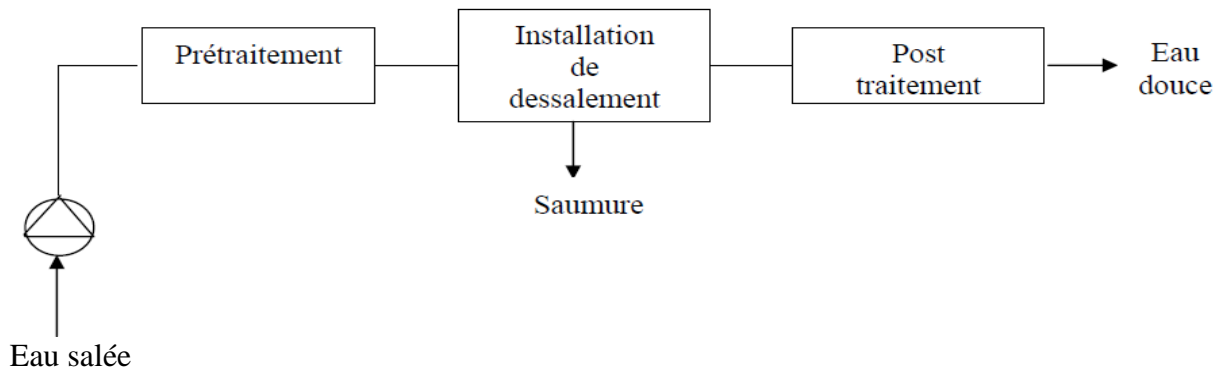 Prétraitement
Installation
de
dessalement
Post
traitement
Eau
douce
Saumure
Eau salée